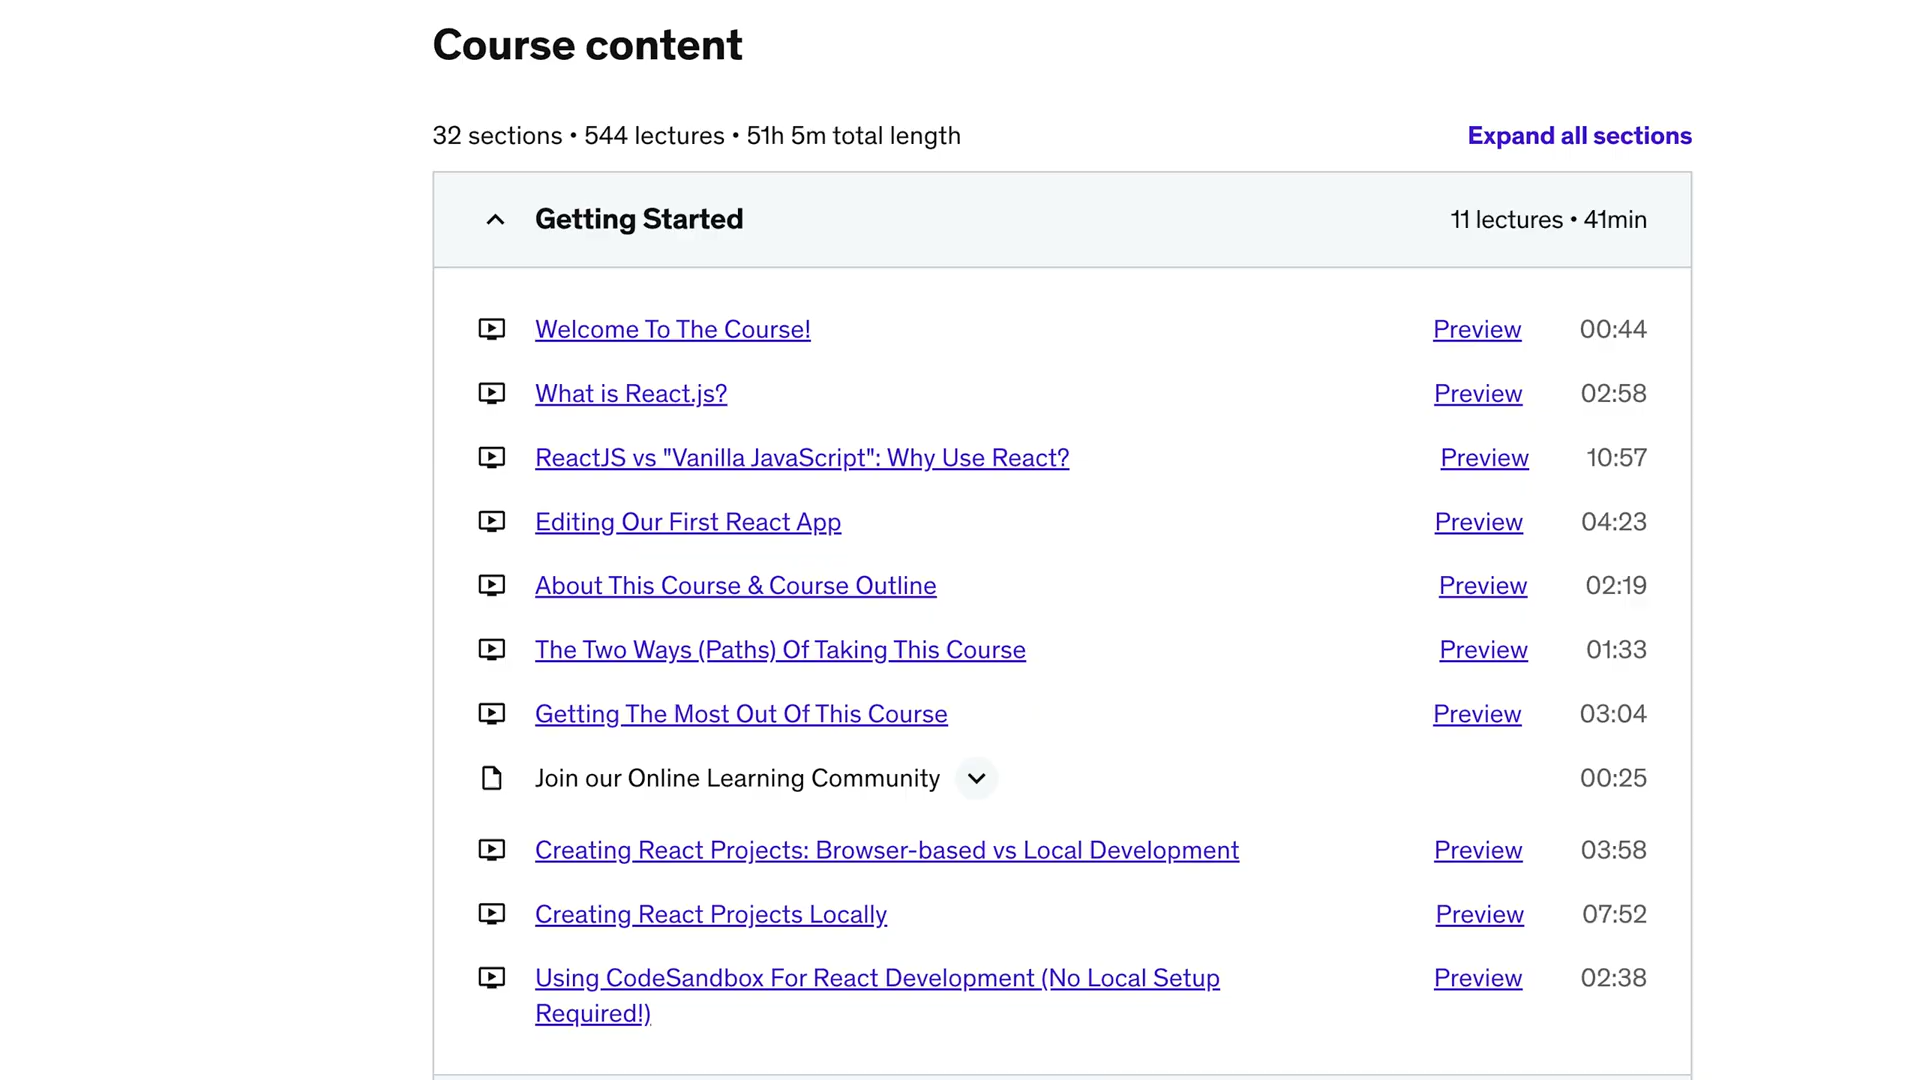 Course content
32 sections • 544 lectures • 51h 5m total length
Expand all sections
Getting Started
11 lectures • 41min
Welcome To The Course! Preview 00:44
What is React.js? Preview 02:58
ReactJS vs "Vanilla JavaScript": Why Use React? Preview 10:57
Editing Our First React App Preview 04:23
About This Course & Course Outline Preview 02:19
The Two Ways (Paths) Of Taking This Course Preview 01:33
Getting The Most Out Of This Course Preview 03:04
Join our Online Learning Community 00:25
Creating React Projects: Browser-based vs Local Development Preview 03:58
Creating React Projects Locally Preview 07:52
Using CodeSandbox For React Development (No Local Setup Preview 02:38
Required!)